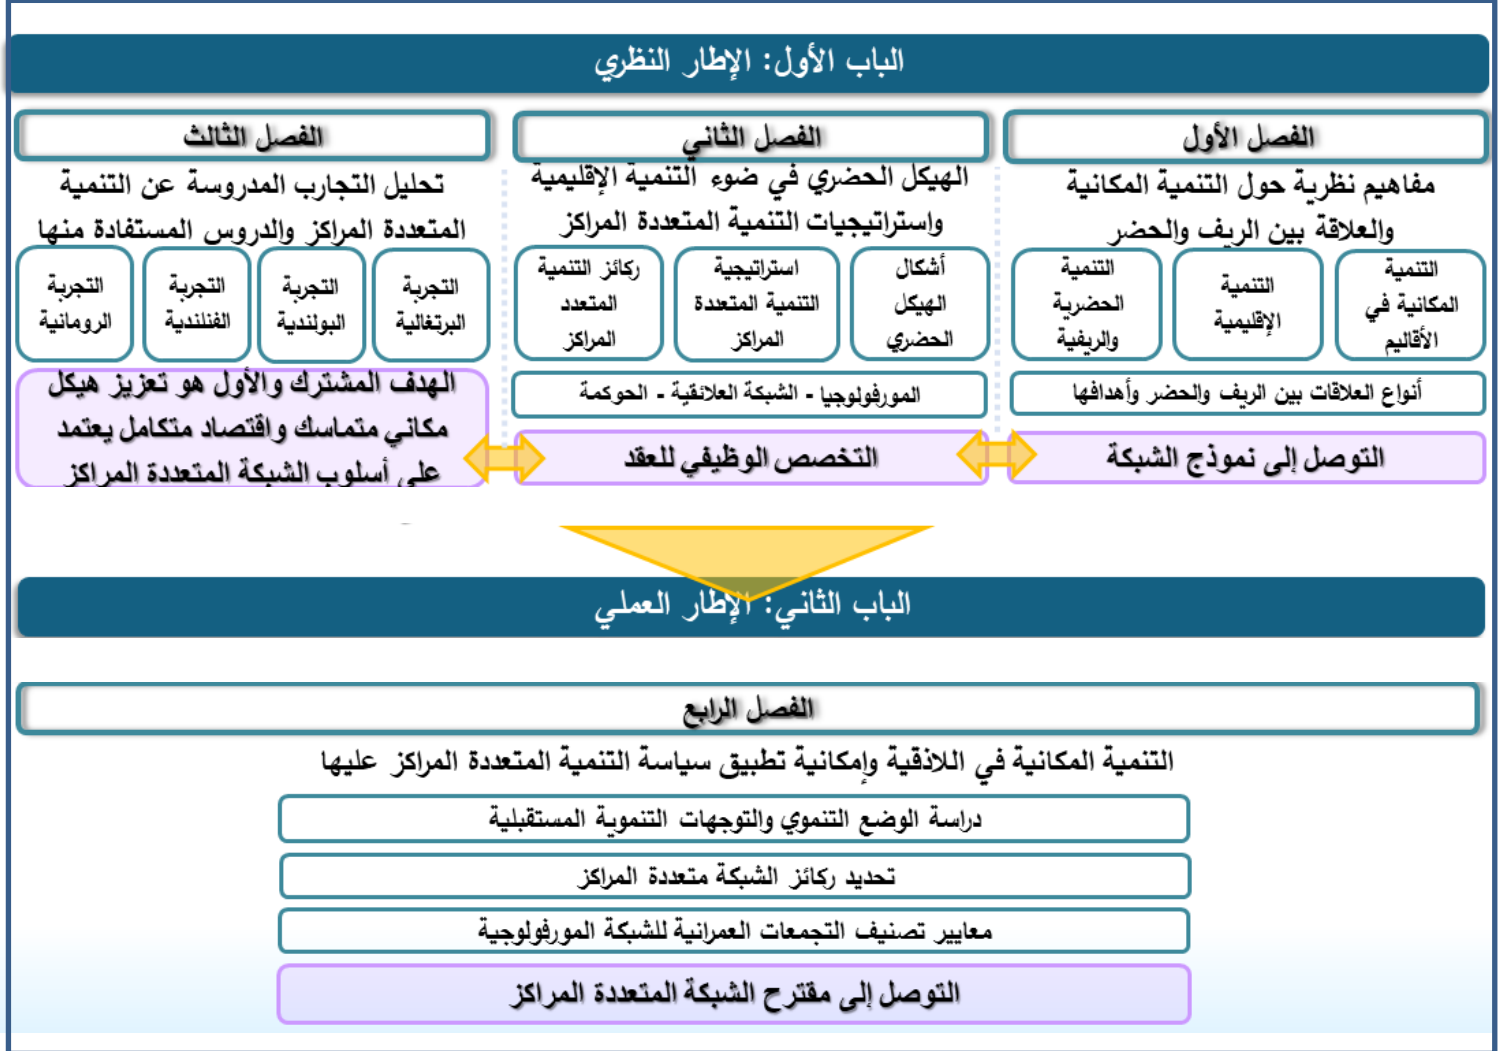 الباب الأول: الإطار النظري
الفصل الأول
مفاهيم نظرية حول التنمية المكانية
والعلاقة بين الريف والحضر
التنمية
المكانية في
الأقاليم
التنمية
الإقليمية
التنمية
الحضرية
والريفية
أنواع العلاقات بين الريف والحضر وأهدافها
التوصل إلى نموذج الشبكة
الفصل الثاني
الهيكل الحضري في ضوء التنمية الإقليمية
واستراتيجيات التنمية المتعددة المراكز
أشكال
الهيكل
الحضري
استراتيجية
التنمية المتعددة
المراكز
ركائز التنمية
المتعدد
المراكز
المورفولوجيا - الشبكة العلائقية - الحوكمة
التخصص الوظيفي للعقد
الفصل الثالث
تحليل التجارب المدروسة عن التنمية
المتعددة المراكز والدروس المستفادة منها
التجربة
البرتغالية
التجربة
البولندية
التجربة
الفنلندية
التجربة
الرومانية
الهدف المشترك والأول هو تعزيز هيكل
مكاني متماسك واقتصاد متكامل يعتمد
على أسلوب الشبكة المتعددة المراكز
الباب الثاني: الإطار العملي
الفصل الرابع
التنمية المكانية في اللاذقية وإمكانية تطبيق سياسة التنمية المتعددة المراكز عليها
دراسة الوضع التنموي والتوجهات التنموية المستقبلية
تحديد ركائز الشبكة متعددة المراكز
معايير تصنيف التجمعات العمرانية للشبكة المورفولوجية
التوصل إلى مقترح الشبكة المتعددة المراكز